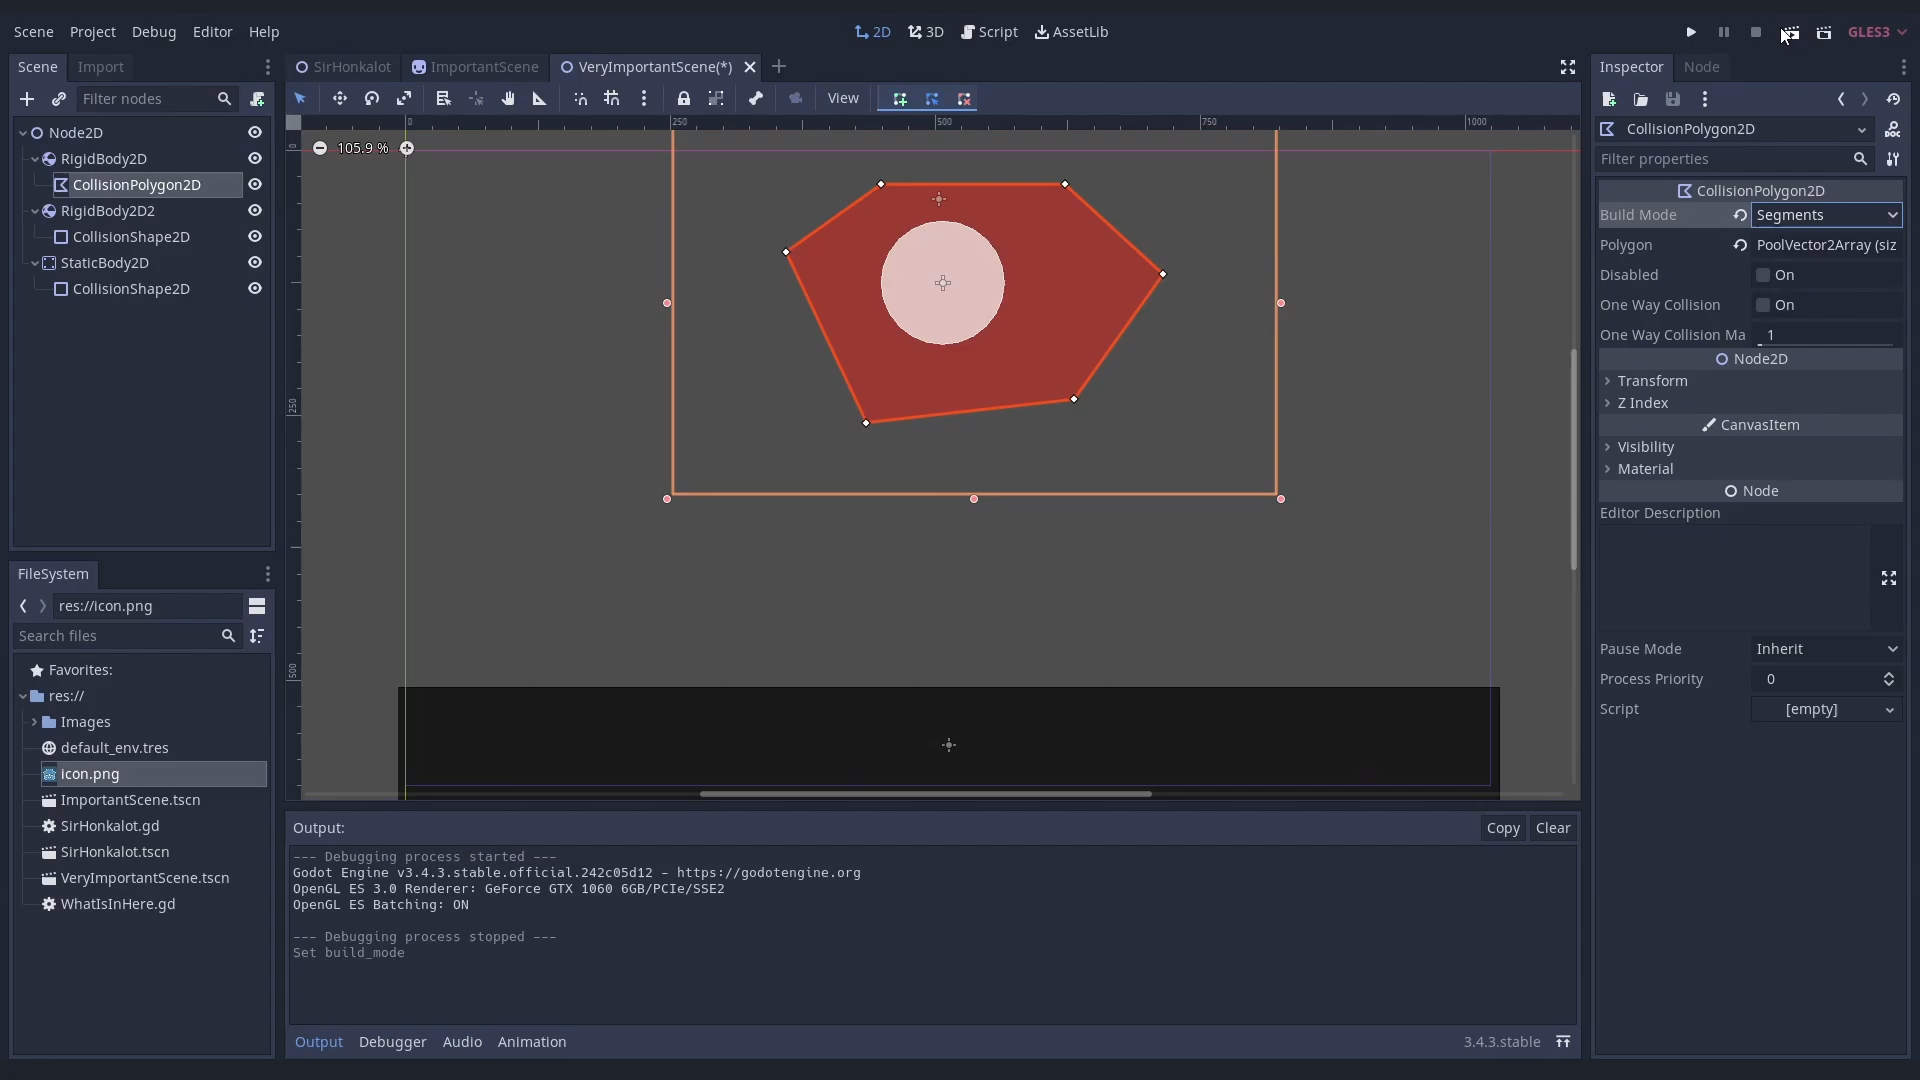 Scene Project Debug Editor Help
2D 3D Script AssetLib
GLES3
Scene Import
Filter nodes
Node2D
RigidBody2D
CollisionPolygon2D
RigidBody2D2
CollisionShape2D
StaticBody2D
CollisionShape2D
FileSystem
res://icon.png
Search files
Favorites:
res://
Images
default_env.tres
icon.png
ImportantScene.tscn
SirHonkalot.gd
SirHonkalot.tscn
VeryImportantScene.tscn
WhatIsInHere.gd
SirHonkalot ImportantScene VeryImportantScene(*)
View
0 250 500 750 1000
105.9 %
0
250
500
Output:
Copy Clear
--- Debugging process started ---
Godot Engine v3.4.3.stable.official.242c05d12 - https://godotengine.org
OpenGL ES 3.0 Renderer: GeForce GTX 1060 6GB/PCIe/SSE2
OpenGL ES Batching: ON
--- Debugging process stopped ---
Set build_mode
Output Debugger Audio Animation
3.4.3.stable
Inspector Node
CollisionPolygon2D
Filter properties
CollisionPolygon2D
Build Mode Segments
Polygon PoolVector2Array (siz
Disabled On
One Way Collision On
One Way Collision Ma 1
Node2D
Transform
Z Index
CanvasItem
Visibility
Material
Node
Editor Description
Pause Mode Inherit
Process Priority 0
Script [empty]